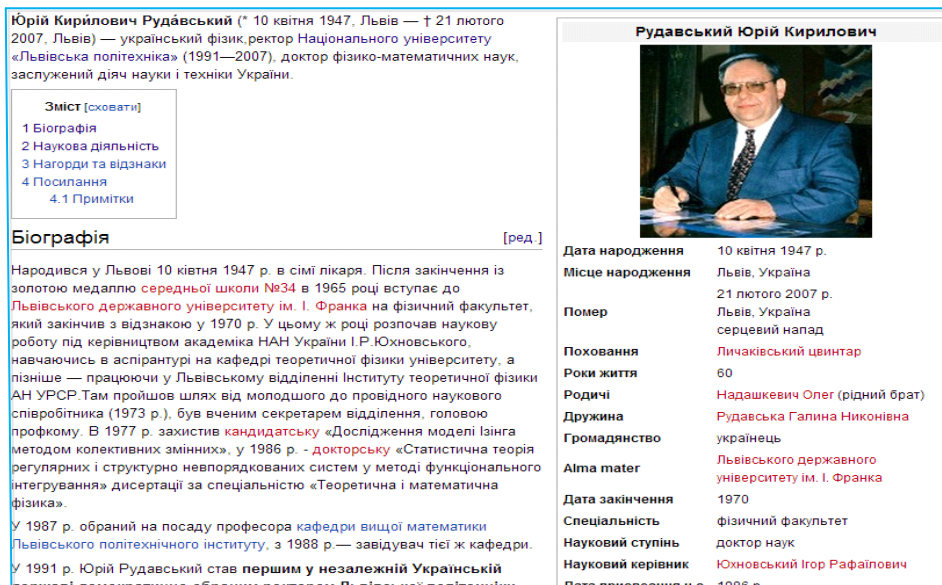 Ю́рій Кири́лович Руда́вський (* 10 квітня 1947, Львів — † 21 лютого
2007, Львів) — український фізик,ректор Національного університету
«Львівська політехніка» (1991—2007), доктор фізико-математичних наук,
заслужений діяч науки і техніки України.
Зміст [сховати]
1 Біографія
2 Наукова діяльність
3 Нагорди та відзнаки
4 Посилання
4.1 Примітки
Біографія [ред.]
Народився у Львові 10 квітня 1947 р. в сімї лікаря. Після закінчення із
золотою медаллю середньої школи №34 в 1965 році вступає до
Львівського державного університету ім. І. Франка на фізичний факультет,
який закінчив з відзнакою у 1970 р. У цьому ж році розпочав наукову
роботу під керівництвом академіка НАН України І.Р.Юхновського,
навчаючись в аспірантурі на кафедрі теоретичної фізики університету, а
пізніше — працюючи у Львівському відділенні Інституту теоретичної фізики
АН УРСР.Там пройшов шлях від молодшого до провідного наукового
співробітника (1973 р.), був вченим секретарем відділення, головою
профкому. В 1977 р. захистив кандидатську «Дослідження моделі Ізінга
методом колективних змінних», у 1986 р. - докторську «Статистична теорія
регулярних і структурно невпорядкованих систем у методі функціонального
інтегрування» дисертації за спеціальністю «Теоретична і математична
фізика».
У 1987 р. обраний на посаду професора кафедри вищої математики
Львівського політехнічного інституту, з 1988 р.— завідувач тієї ж кафедри.
У 1991 р. Юрій Рудавський став першим у незалежній Українській
державі демократично обраним ректором Львівської політехніки
Рудавський Юрій Кирилович
Дата народження 10 квітня 1947 р.
Місце народження Львів, Україна
21 лютого 2007 р.
Помер Львів, Україна
серцевий напад
Поховання Личаківський цвинтар
Роки життя 60
Родичі Надашкевич Олег (рідний брат)
Дружина Рудавська Галина Никонівна
Громадянство українець
Alma mater Львівського державного
університету ім. І. Франка
Дата закінчення 1970
Спеціальність фізичний факультет
Науковий ступінь доктор наук
Науковий керівник Юхновський Ігор Рафаїлович
Дата присвоєння 1986 р.